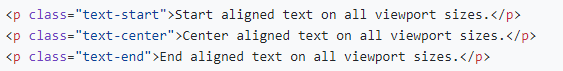 <p class="text-start">Start aligned text on all viewport sizes.</p>
<p class="text-center">Center aligned text on all viewport sizes.</p>
<p class="text-end">End aligned text on all viewport sizes.</p>